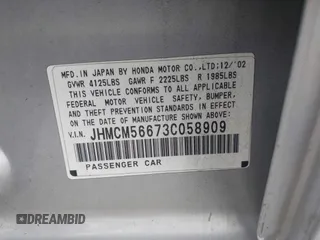 MFD. IN JAPAN BY HONDA MOTOR CO.,LTD:12/'02
GVWR 4125LBS GAWR F 2225LBS R 1985LBS
THIS VEHICLE CONFORMS TO ALL APPLICABLE
FEDERAL MOTOR VEHICLE SAFETY, BUMPER, AND
THEFT PREVENTION STANDARDS IN EFFECT ON
THE DATE OF MANUFACTURE SHOWN ABOVE.
V.I.N. JHMCM56673C058909
PASSENGER CAR
DREAMBID